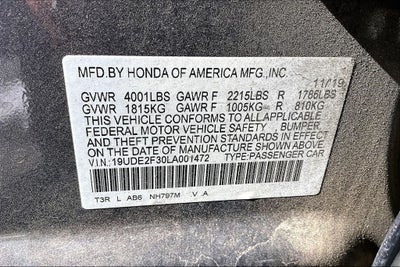 MFD.BY HONDA OF AMERICA MFG.,INC. 11/19
GVWR 4001LBS GAWR F 2215LBS R 1786LBS
GVWR 1815KG GAWR F 1005KG R 810KG
THIS VEHICLE CONFORMS TO ALL APPLICABLE
FEDERAL MOTOR VEHICLE SAFETY, BUMPER,
AND THEFT PREVENTION STANDARDS IN EFFECT
ON THE DATE OF MANUFACTURE SHOWN ABOVE.
V.I.N.:19UDE2F30LA001472 TYPE:PASSENGER CAR
T3R L AB6 NH797M V A